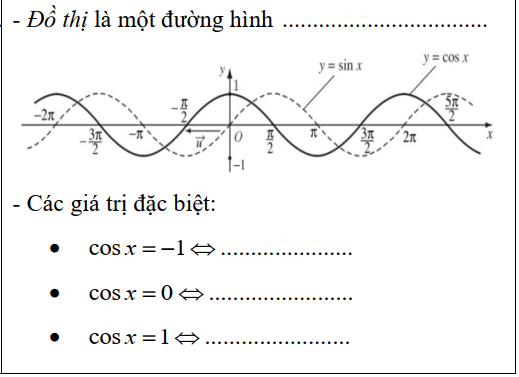 - Đồ thị là một đường hình ..................................
y = sin x
y = cos x
y
1
-2π
-3π/2
-π
-π/2
u⃗
O
π/2
π
3π/2
2π
5π/2
x
-1
- Các giá trị đặc biệt:
• cos x = −1 ⇔ ......................
• cos x = 0 ⇔ ........................
• cos x = 1 ⇔ ........................